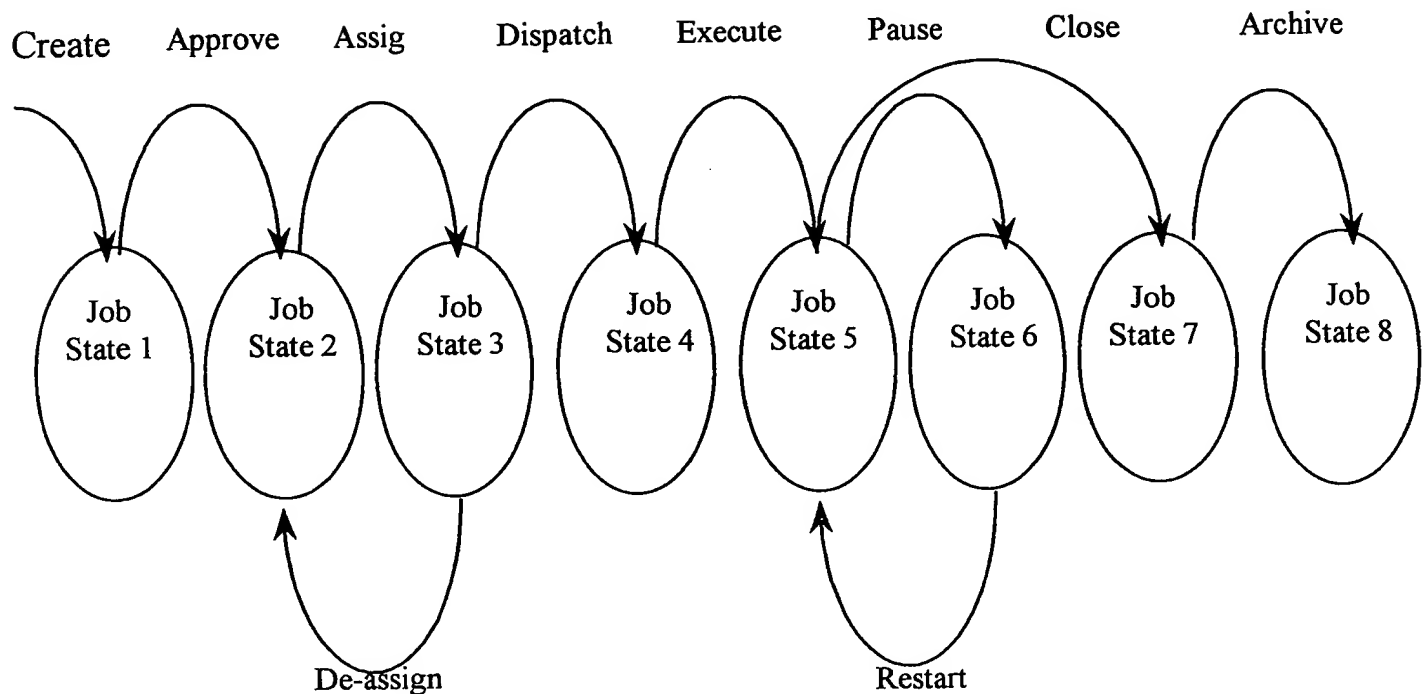 Create Approve Assig Dispatch Execute Pause Close Archive
Job
State 1
Job
State 2
Job
State 3
Job
State 4
Job
State 5
Job
State 6
Job
State 7
Job
State 8
De-assign
Restart